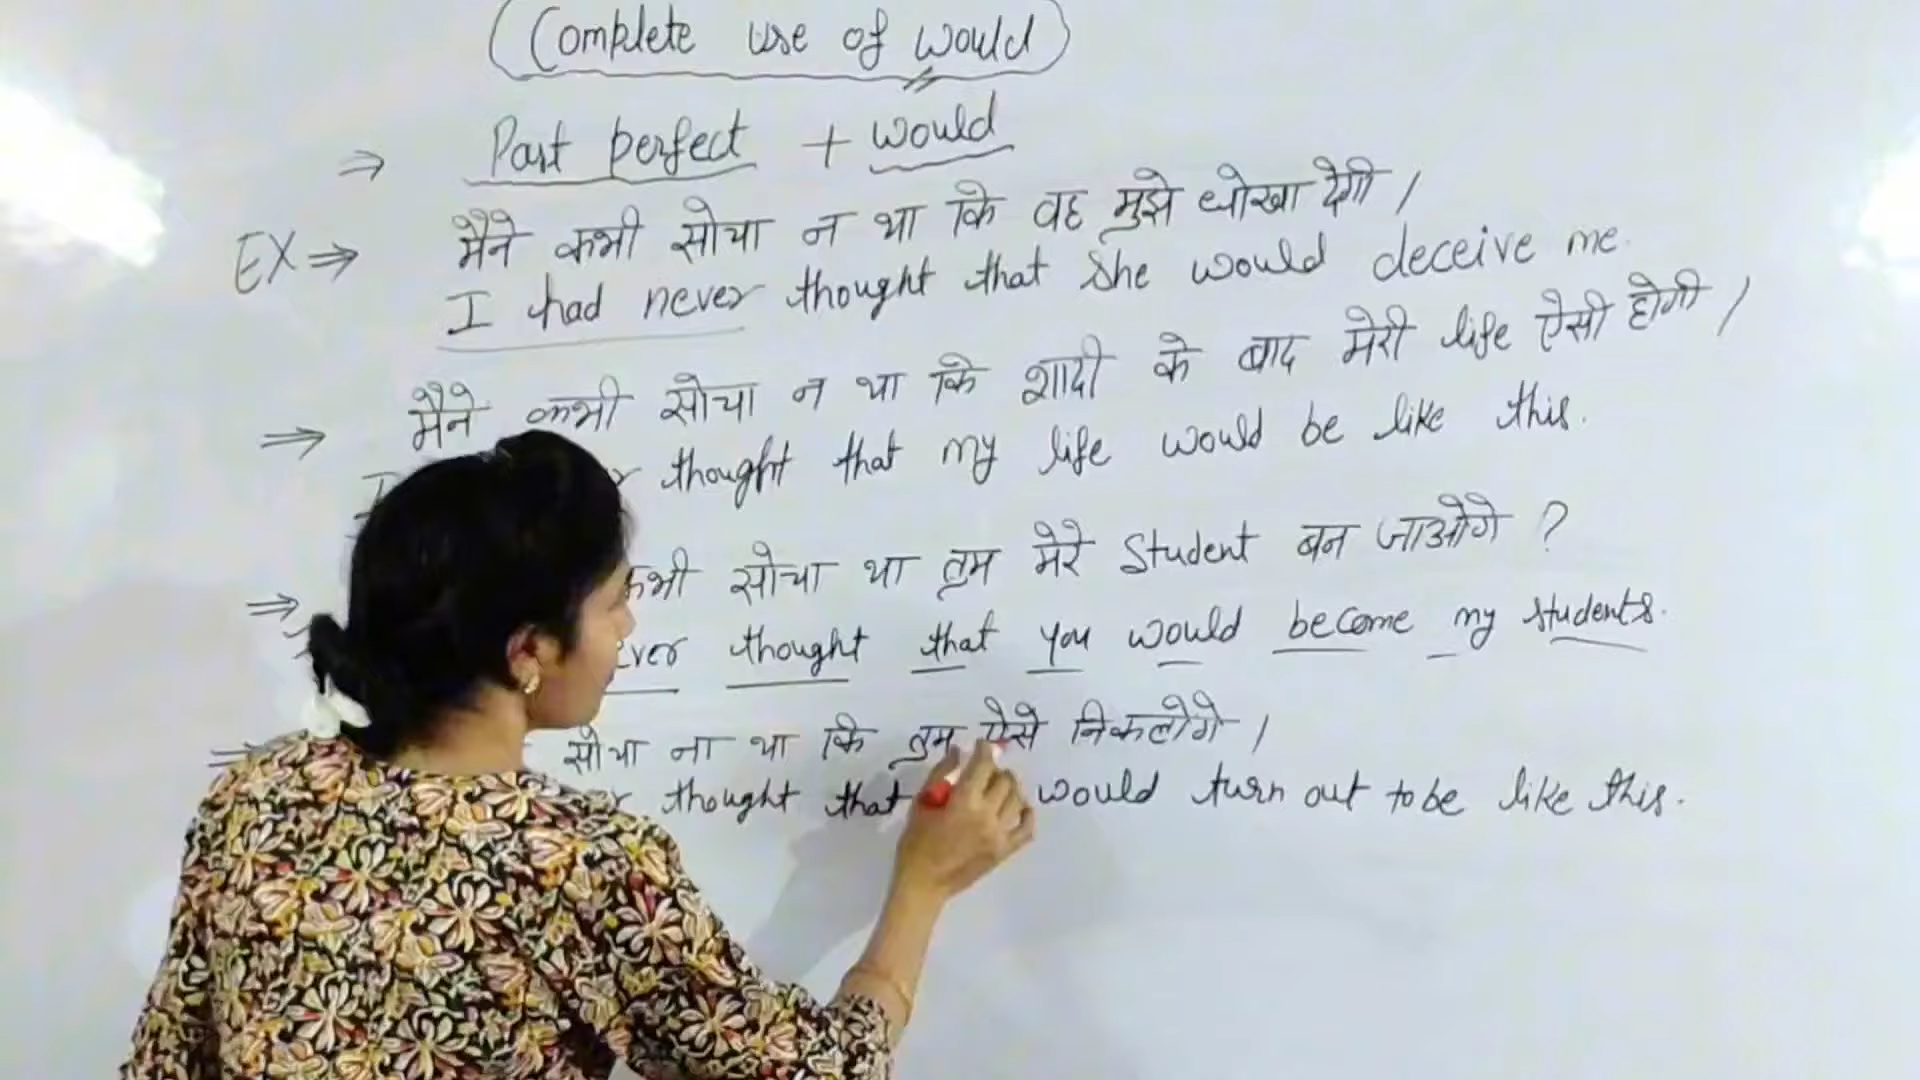 (Complete use of would)
⇒ Past perfect + would
EX ⇒ मैने कभी सोचा न था कि वह मुझे धोखा देगी।
I had never thought that She would deceive me.
⇒ मैने कभी सोचा न था कि शादी के बाद मेरी life ऐसी होगी।
I thought that my life would be like this.
⇒ कभी सोचा था तुम मेरे Student बन जाओगे ?
thought that you would become my students.
⇒ सोचा ना था कि तुम ऐसे निकलोगे।
thought that would turn out to be like this.